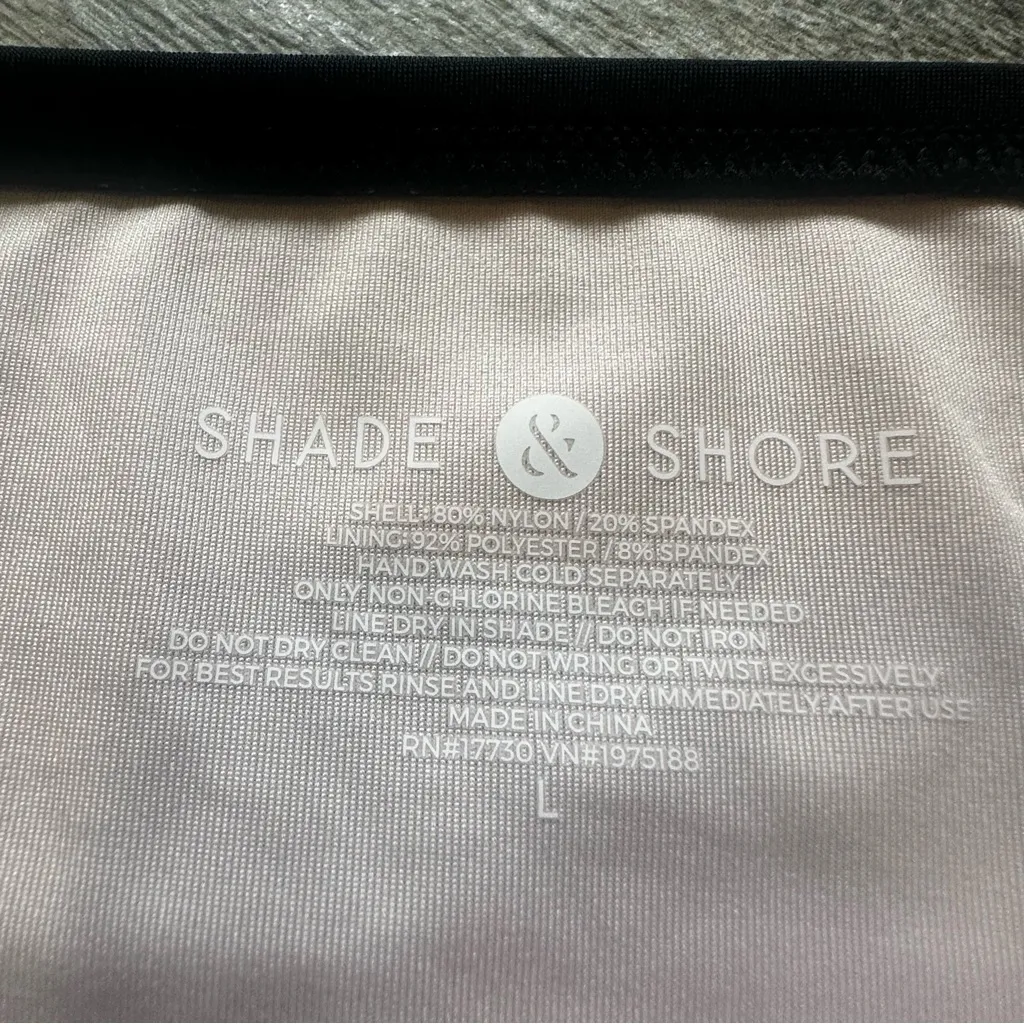 SHADE & SHORE
SHELL: 80% NYLON / 20% SPANDEX
LINING: 92% POLYESTER / 8% SPANDEX
HAND WASH COLD SEPARATELY
ONLY NON-CHLORINE BLEACH IF NEEDED
LINE DRY IN SHADE // DO NOT IRON
DO NOT DRY CLEAN // DO NOT WRING OR TWIST EXCESSIVELY
FOR BEST RESULTS RINSE AND LINE DRY IMMEDIATELY AFTER USE
MADE IN CHINA
RN#17730 VN#1975188
L